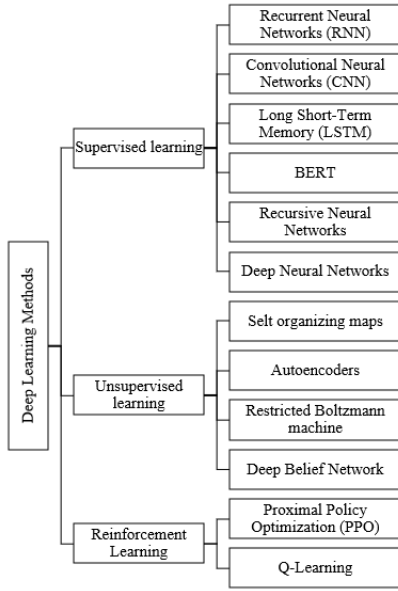 Deep Learning Methods
Supervised learning
Recurrent Neural
Networks (RNN)
Convolutional Neural
Networks (CNN)
Long Short-Term
Memory (LSTM)
BERT
Recursive Neural
Networks
Deep Neural Networks
Unsupervised
learning
Selt organizing maps
Autoencoders
Restricted Boltzmann
machine
Deep Belief Network
Reinforcement
Learning
Proximal Policy
Optimization (PPO)
Q-Learning